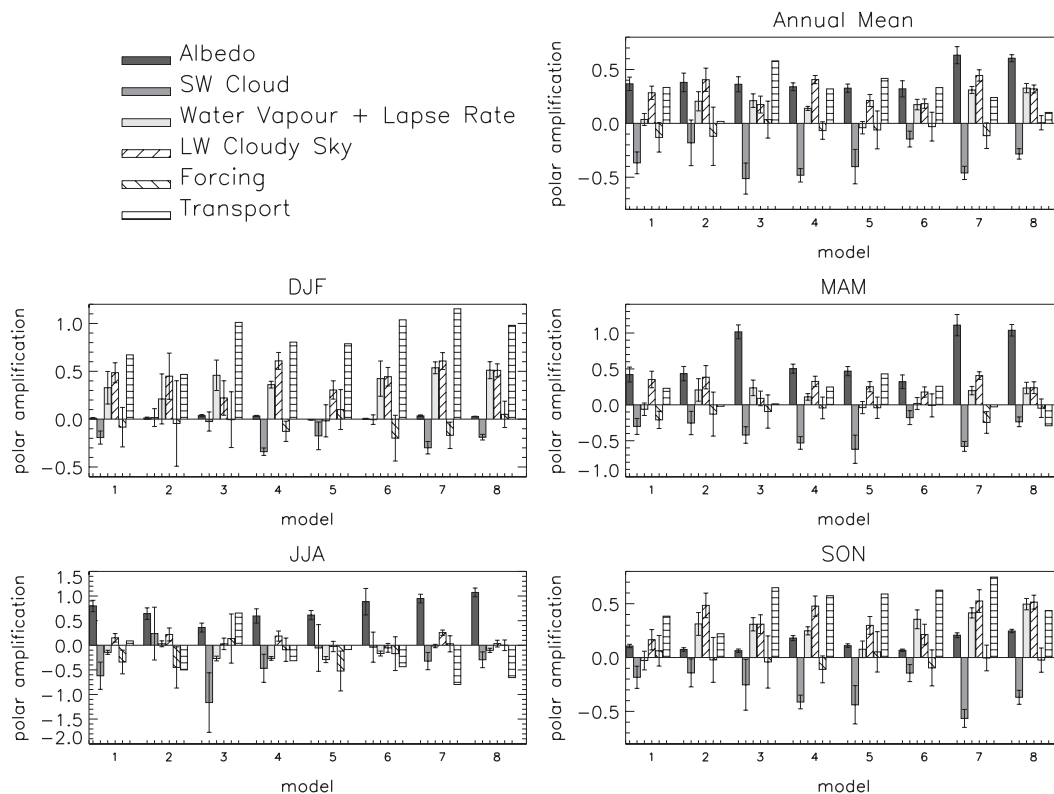 Albedo
SW Cloud
Water Vapour + Lapse Rate
LW Cloudy Sky
Forcing
Transport
Annual Mean
polar amplification
0.5
0.0
−0.5
1 2 3 4 5 6 7 8
model
DJF
polar amplification
1.0
0.5
0.0
−0.5
1 2 3 4 5 6 7 8
model
MAM
polar amplification
1.0
0.5
0.0
−0.5
−1.0
1 2 3 4 5 6 7 8
model
JJA
polar amplification
1.5
1.0
0.5
0.0
−0.5
−1.0
−1.5
−2.0
1 2 3 4 5 6 7 8
model
SON
polar amplification
0.5
0.0
−0.5
1 2 3 4 5 6 7 8
model